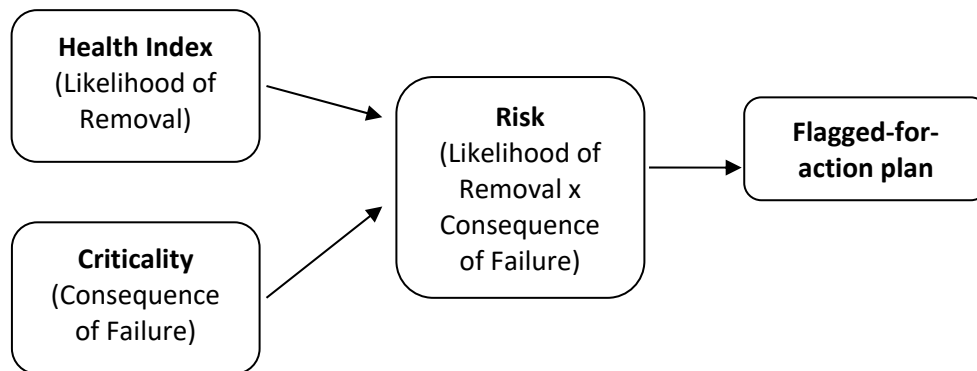 Health Index
(Likelihood of
Removal)
Criticality
(Consequence
of Failure)
Risk
(Likelihood of
Removal x
Consequence
of Failure)
Flagged-for-
action plan